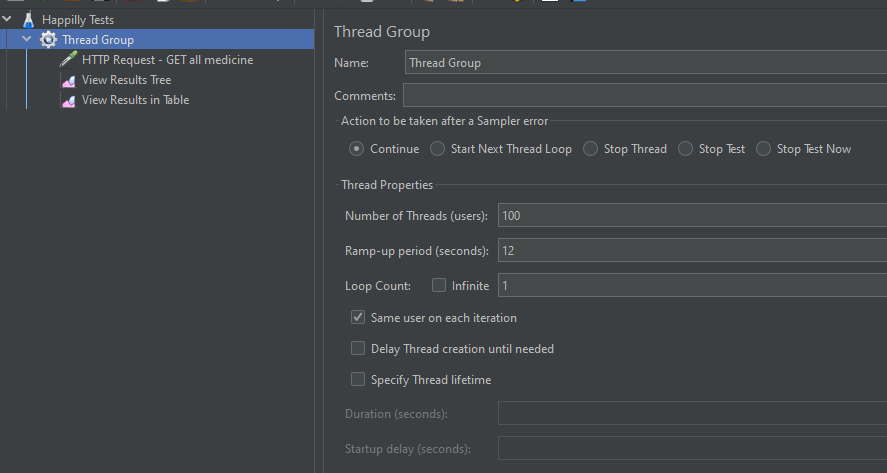 Happilly Tests
Thread Group
HTTP Request - GET all medicine
View Results Tree
View Results in Table
Thread Group
Name: Thread Group
Comments:
Action to be taken after a Sampler error
Continue Start Next Thread Loop Stop Thread Stop Test Stop Test Now
Thread Properties
Number of Threads (users): 100
Ramp-up period (seconds): 12
Loop Count: Infinite 1
Same user on each iteration
Delay Thread creation until needed
Specify Thread lifetime
Duration (seconds):
Startup delay (seconds):